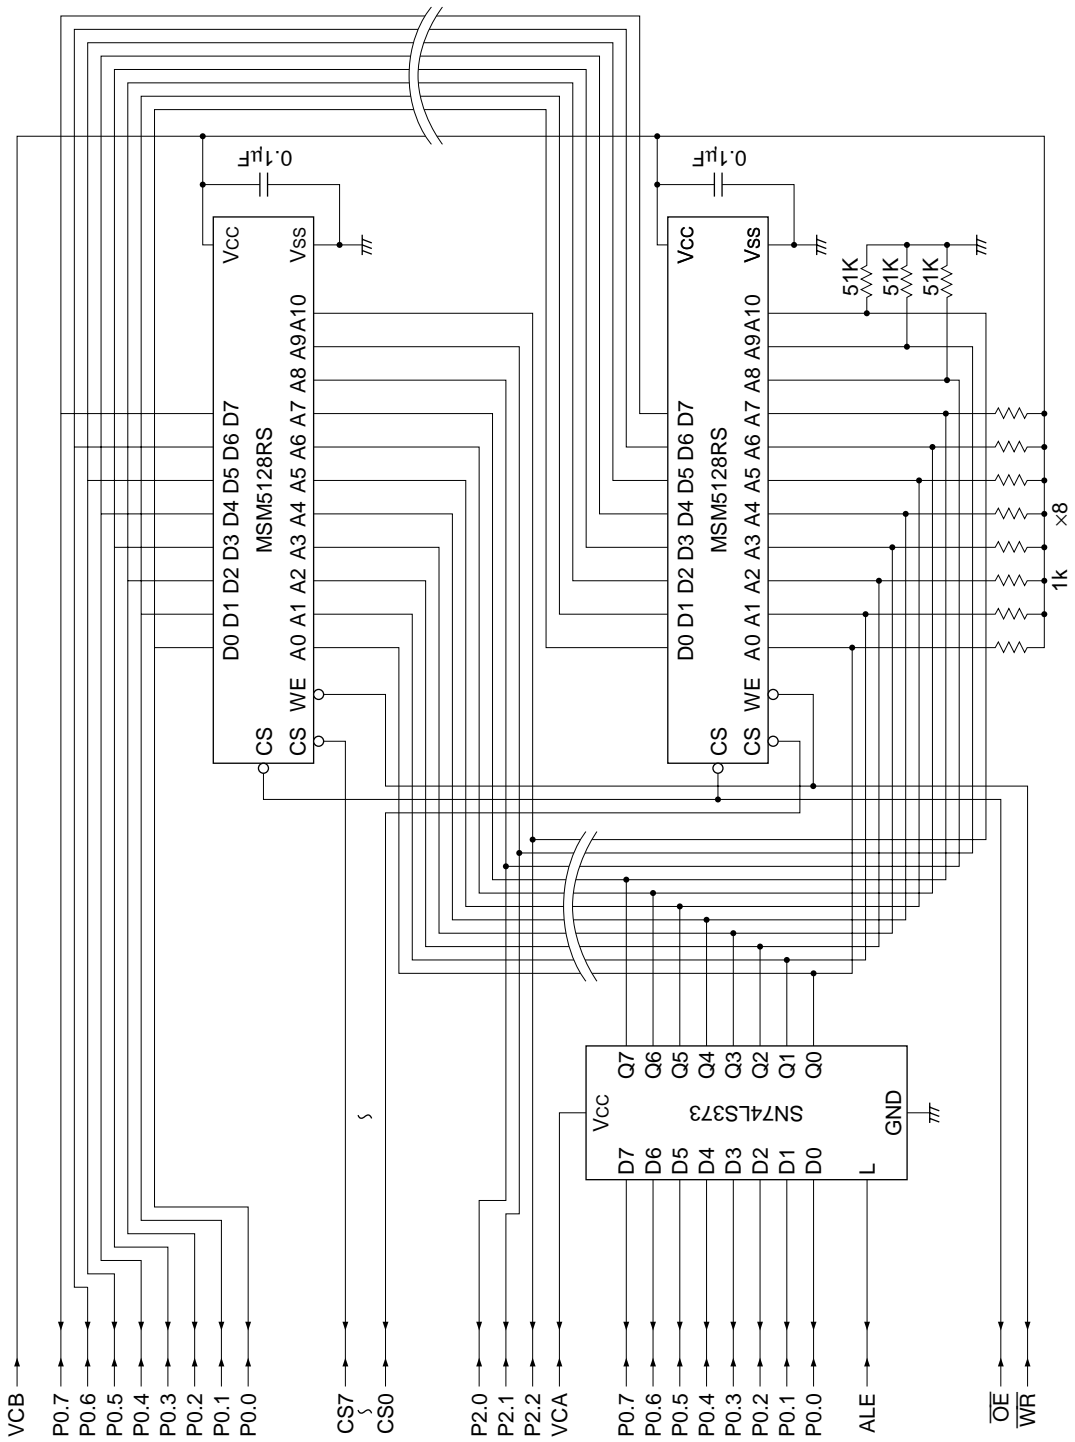 0.1μF
0.1μF
VCC
VSS
VCC
VSS
51K
51K
51K
A8 A9 A10
A8 A9 A10
D0 D1 D2 D3 D4 D5 D6 D7
MSM5128RS
A0 A1 A2 A3 A4 A5 A6 A7
D0 D1 D2 D3 D4 D5 D6 D7
MSM5128RS
A0 A1 A2 A3 A4 A5 A6 A7
1k ×8
CS
CS WE
CS
CS WE
VCC
Q7
Q6
Q5
Q4
Q3
Q2
Q1
Q0
SN74LS373
GND
D7
D6
D5
D4
D3
D2
D1
D0
L
VCB
P0.7
P0.6
P0.5
P0.4
P0.3
P0.2
P0.1
P0.0
CS7
~
CS0
~
P2.0
P2.1
P2.2
VCA
P0.7
P0.6
P0.5
P0.4
P0.3
P0.2
P0.1
P0.0
ALE
OE
WR